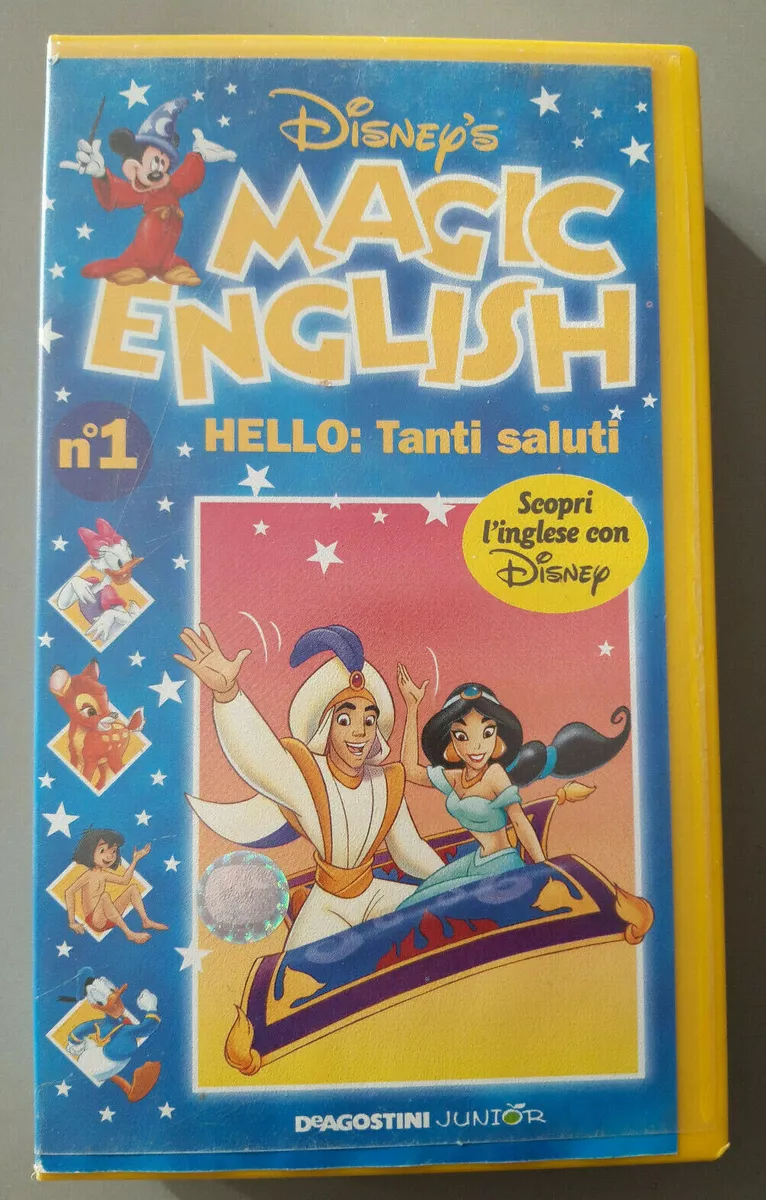 Disney's
MAGIC
ENGLISH
n°1
HELLO: Tanti saluti
Scopri
l'inglese con
Disney
DeAGOSTINI JUNIOR